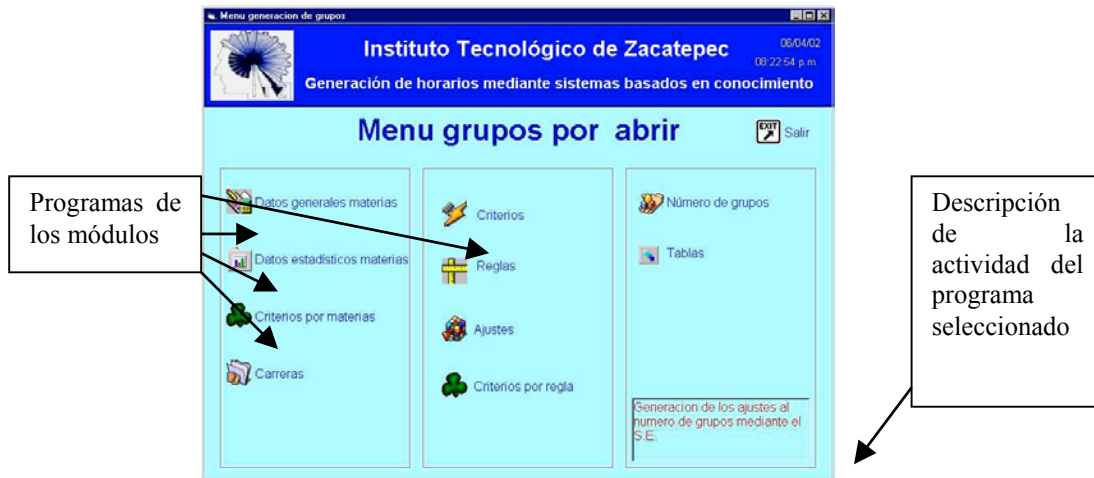 Menu generacion de grupos
Instituto Tecnológico de Zacatepec
06/04/02
08:22:54 p.m.
Generación de horarios mediante sistemas basados en conocimiento
Menu grupos por abrir
EXIT
Salir
Programas de
los módulos
Datos generales materias
Datos estadísticos materias
Criterios por materias
Carreras
Criterios
Reglas
Ajustes
Criterios por regla
Número de grupos
Tablas
Generacion de los ajustes al
numero de grupos mediante el
S.E.
Descripción
de la
actividad del
programa
seleccionado